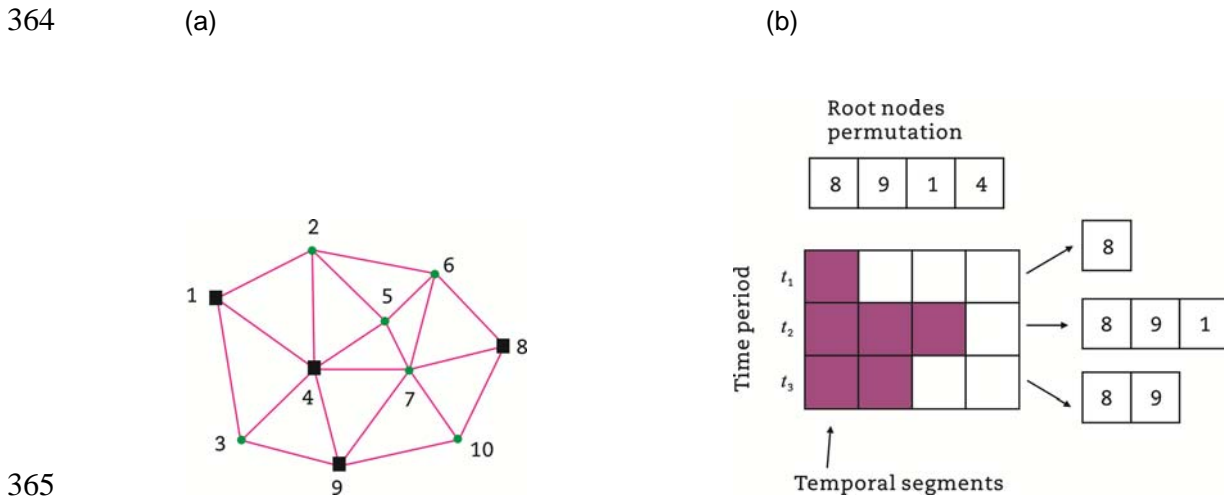 364 (a) (b)
Root nodes
permutation
8 9 1 4
2
6
1
5
8
4
7
3
10
9
Time period
t₁
t₂
t₃
8
8 9 1
8 9
Temporal segments
365